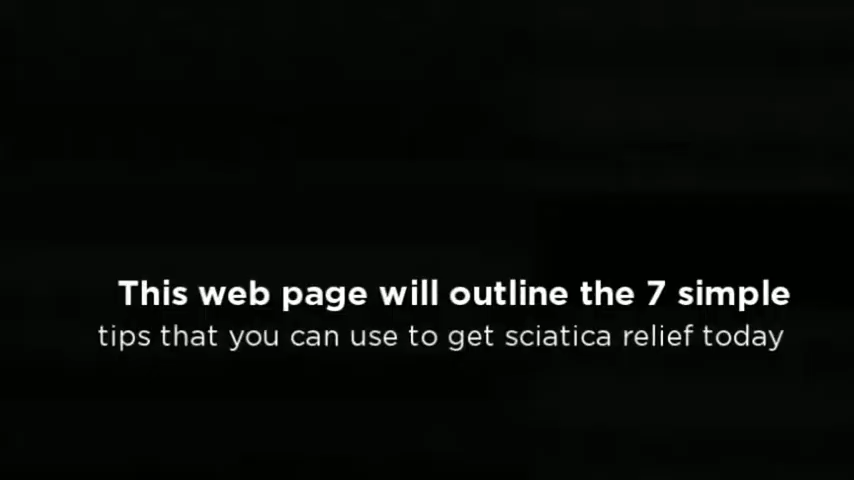 This web page will outline the 7 simple
tips that you can use to get sciatica relief today